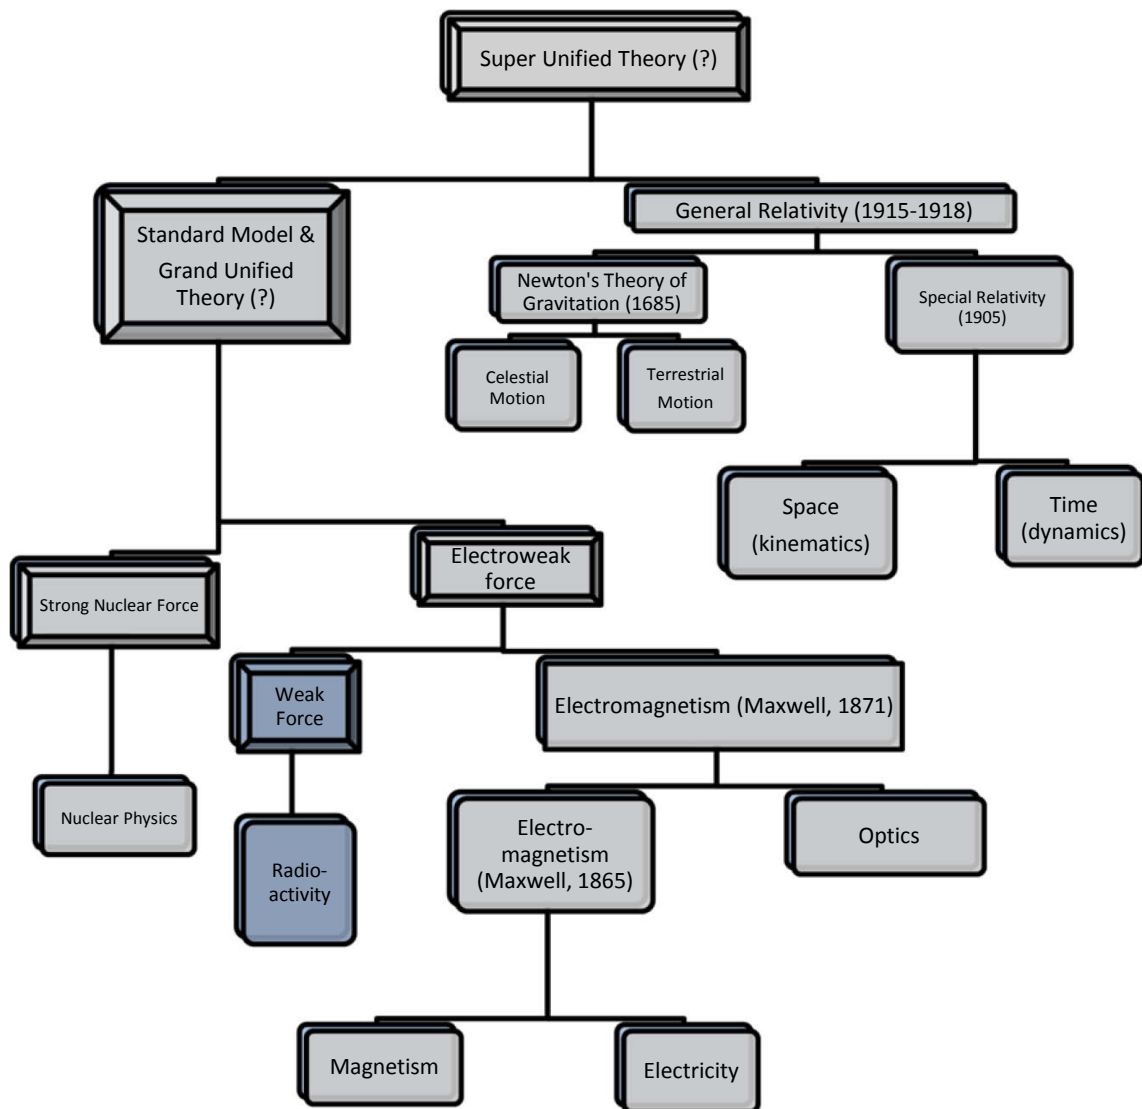 Super Unified Theory (?)
Standard Model &
Grand Unified
Theory (?)
General Relativity (1915-1918)
Newton's Theory of
Gravitation (1685)
Special Relativity
(1905)
Celestial
Motion
Terrestrial
Motion
Space
(kinematics)
Time
(dynamics)
Electroweak
force
Strong Nuclear Force
Weak
Force
Electromagnetism (Maxwell, 1871)
Nuclear Physics
Electro-
magnetism
(Maxwell, 1865)
Optics
Radio-
activity
Magnetism
Electricity